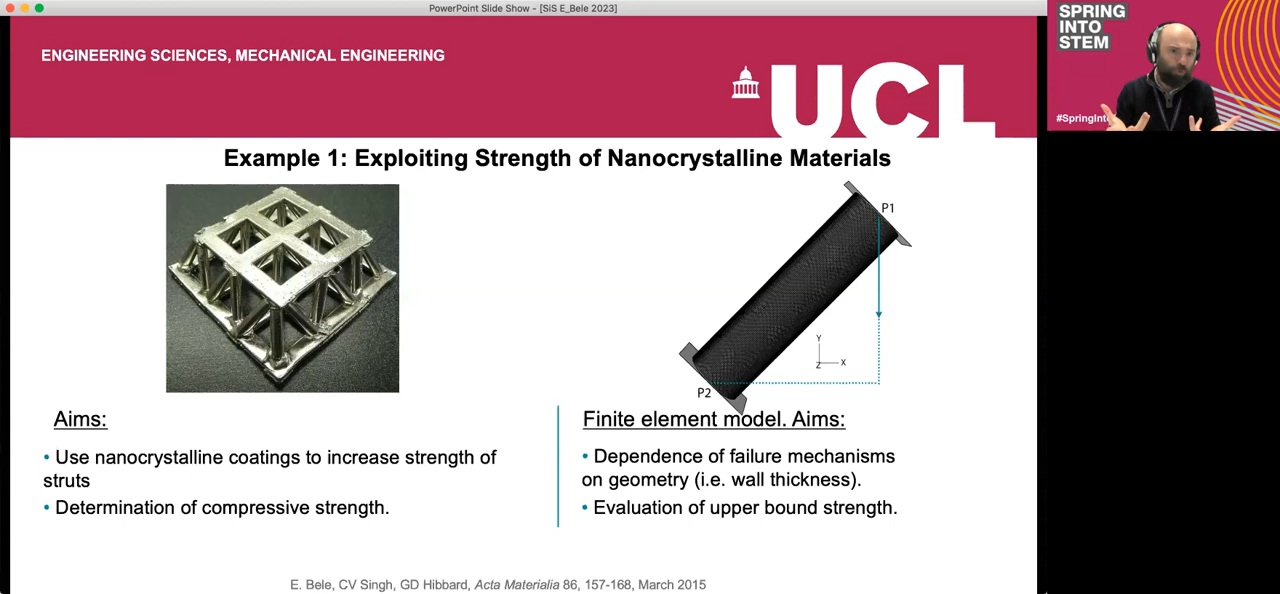 PowerPoint Slide Show - [SiS E_Bele 2023]
ENGINEERING SCIENCES, MECHANICAL ENGINEERING
UCL
SPRING
INTO
STEM
#SpringInt
Example 1: Exploiting Strength of Nanocrystalline Materials
P1
Y
Z X
P2
Aims:
• Use nanocrystalline coatings to increase strength of
struts
• Determination of compressive strength.
Finite element model. Aims:
• Dependence of failure mechanisms
on geometry (i.e. wall thickness).
• Evaluation of upper bound strength.
E. Bele, CV Singh, GD Hibbard, Acta Materialia 86, 157-168, March 2015